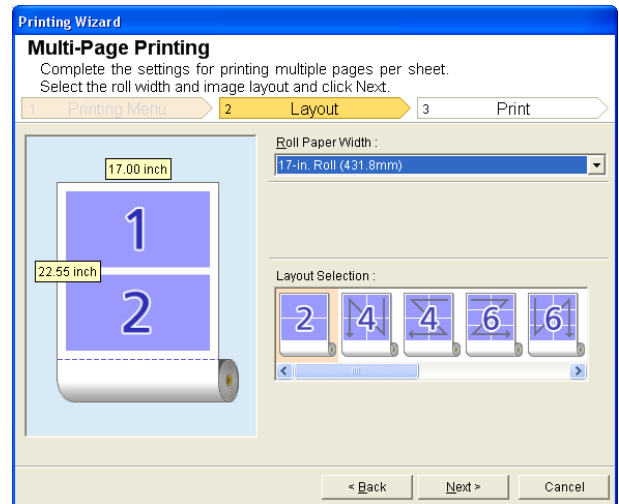 Printing Wizard
Multi-Page Printing
Complete the settings for printing multiple pages per sheet.
Select the roll width and image layout and click Next.
1 Printing Menu 2 Layout 3 Print
Roll Paper Width :
17-in. Roll (431.8mm)
17.00 inch
1
22.55 inch
2
Layout Selection :
2 4 4 6 6
< Back Next > Cancel